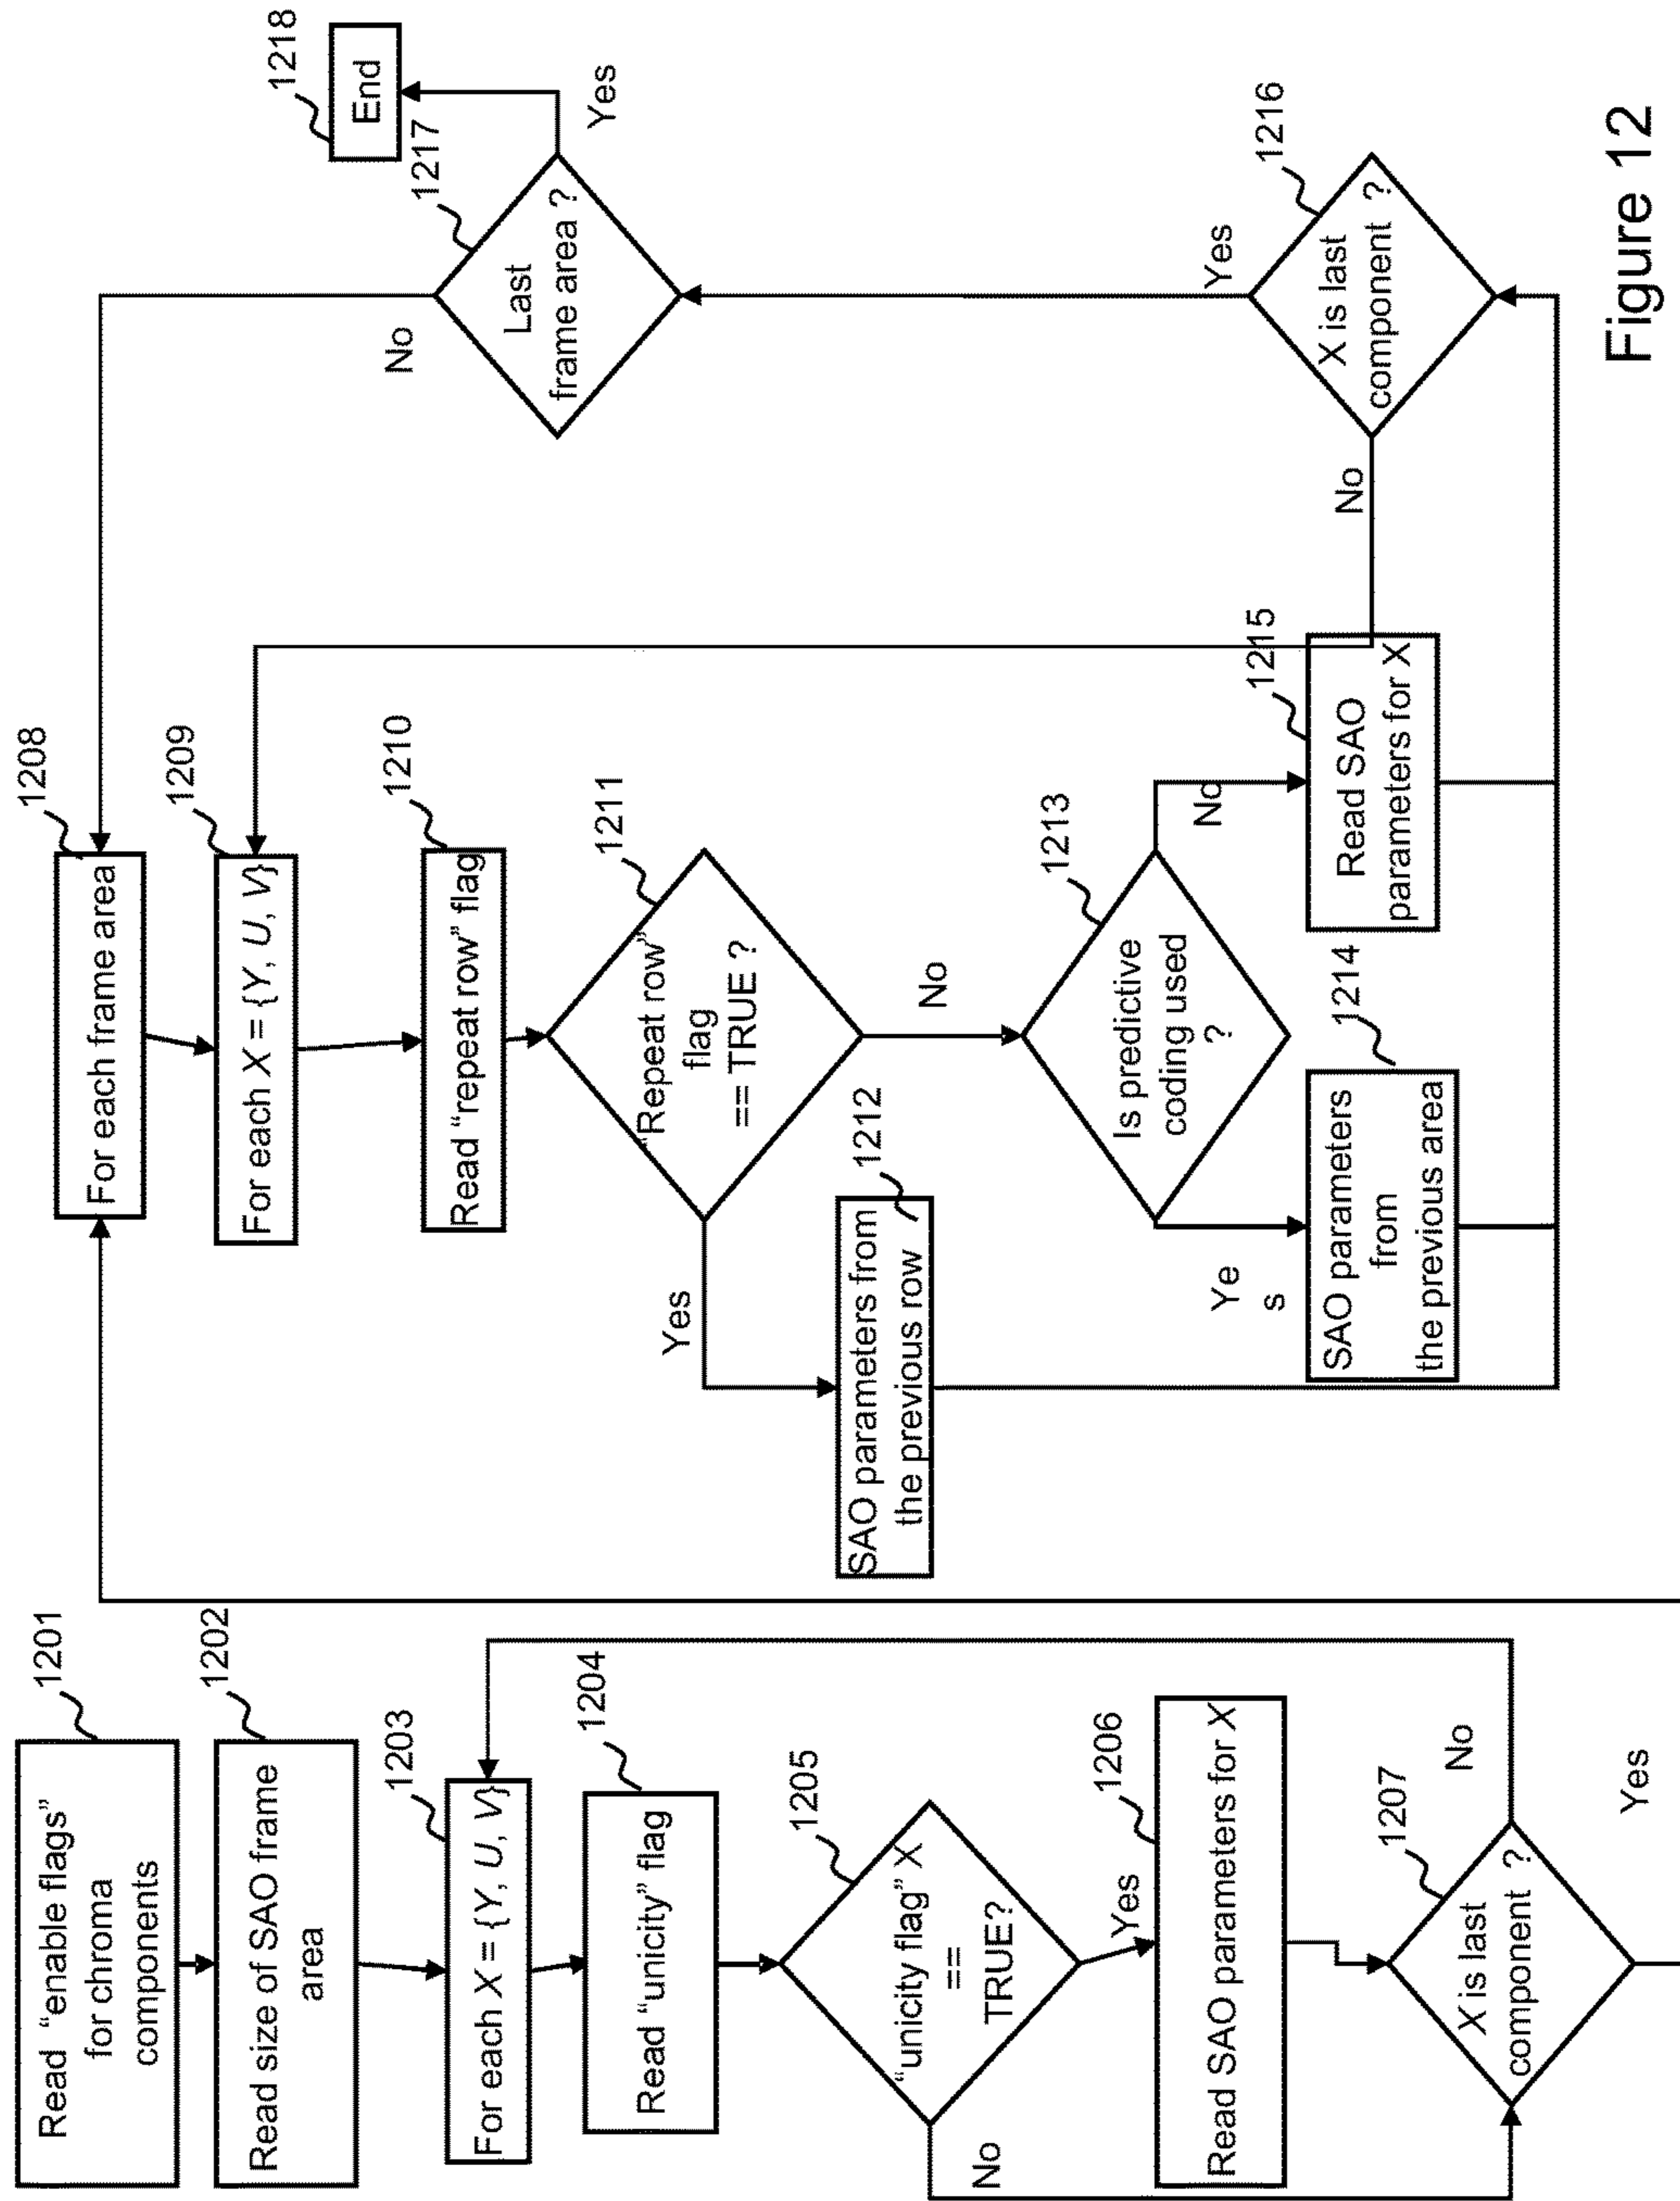 1201
Read “enable flags”
for chroma
components
1202
Read size of SAO frame
area
1203
For each X = {Y, U, V}
1204
Read “unicity” flag
1205
“unicity flag” X
==
TRUE?
Yes
No
1206
Read SAO parameters for X
1207
X is last
component
?
No
Yes
1208
For each frame area
1209
For each X = {Y, U, V}
1210
Read “repeat row” flag
1211
“Repeat row”
flag
== TRUE ?
Yes
No
1212
SAO parameters from
the previous row
1213
Is predictive
coding used
?
Ye
s
No
1214
SAO parameters
from
the previous area
1215
Read SAO
parameters for X
1216
X is last
component
?
No
Yes
1217
Last
frame area ?
No
Yes
1218
End
Figure 12